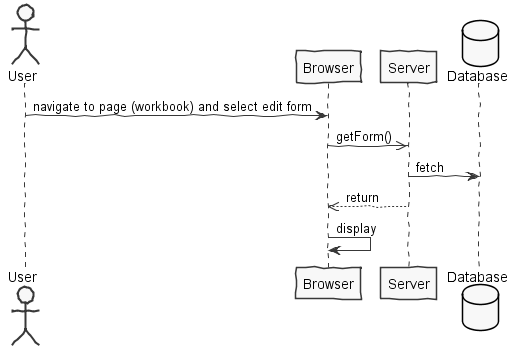 User
Browser
Server
Database
navigate to page (workbook) and select edit form
getForm()
fetch
return
display
User
Browser
Server
Database